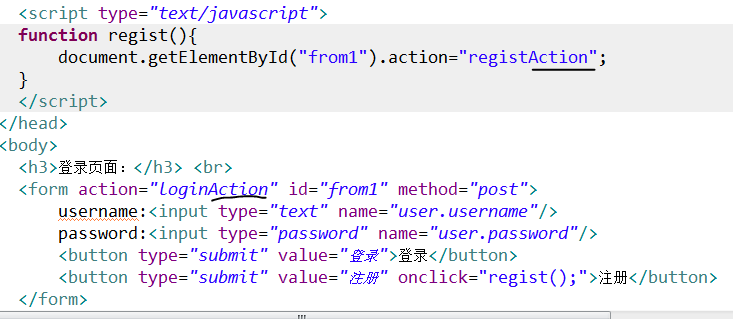 <script type="text/javascript">
function regist(){
document.getElementById("from1").action="registAction";
}
</script>
</head>
<body>
<h3>登录页面：</h3> <br>
<form action="loginAction" id="from1" method="post">
username:<input type="text" name="user.username"/>
password:<input type="password" name="user.password"/>
<button type="submit" value="登录">登录</button>
<button type="submit" value="注册" onclick="regist();">注册</button>
</form>